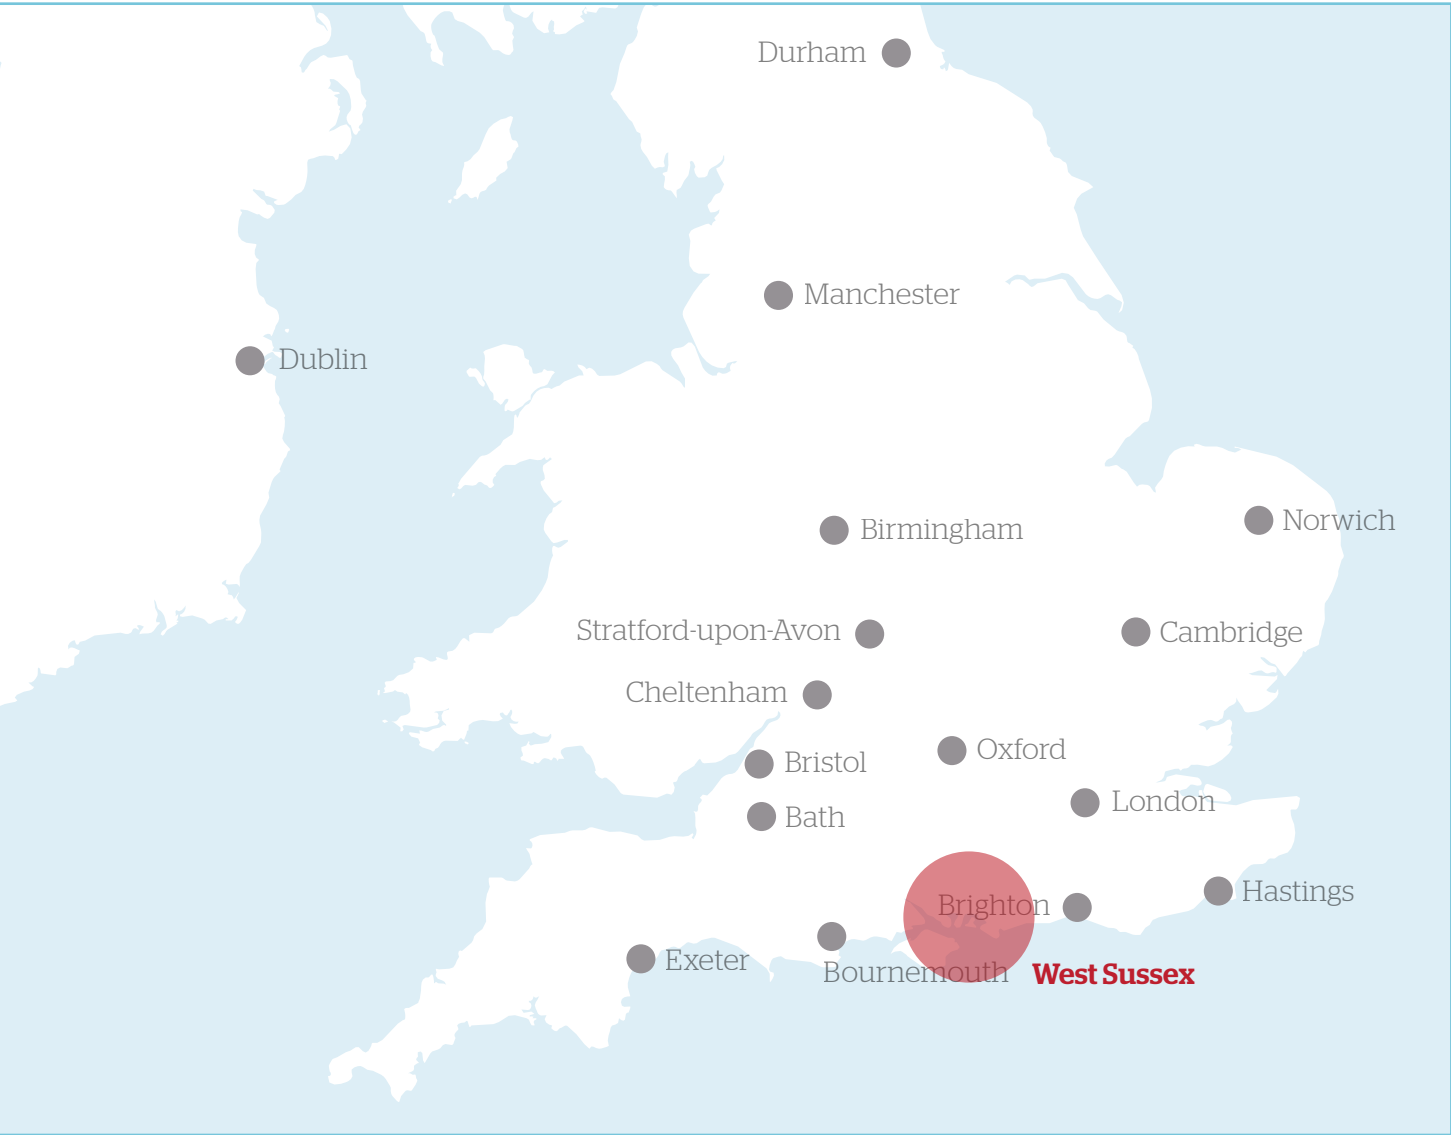 Durham
Manchester
Dublin
Norwich
Birmingham
Stratford-upon-Avon
Cambridge
Cheltenham
Oxford
Bristol
London
Bath
Hastings
Brighton
Exeter
Bournemouth
West Sussex